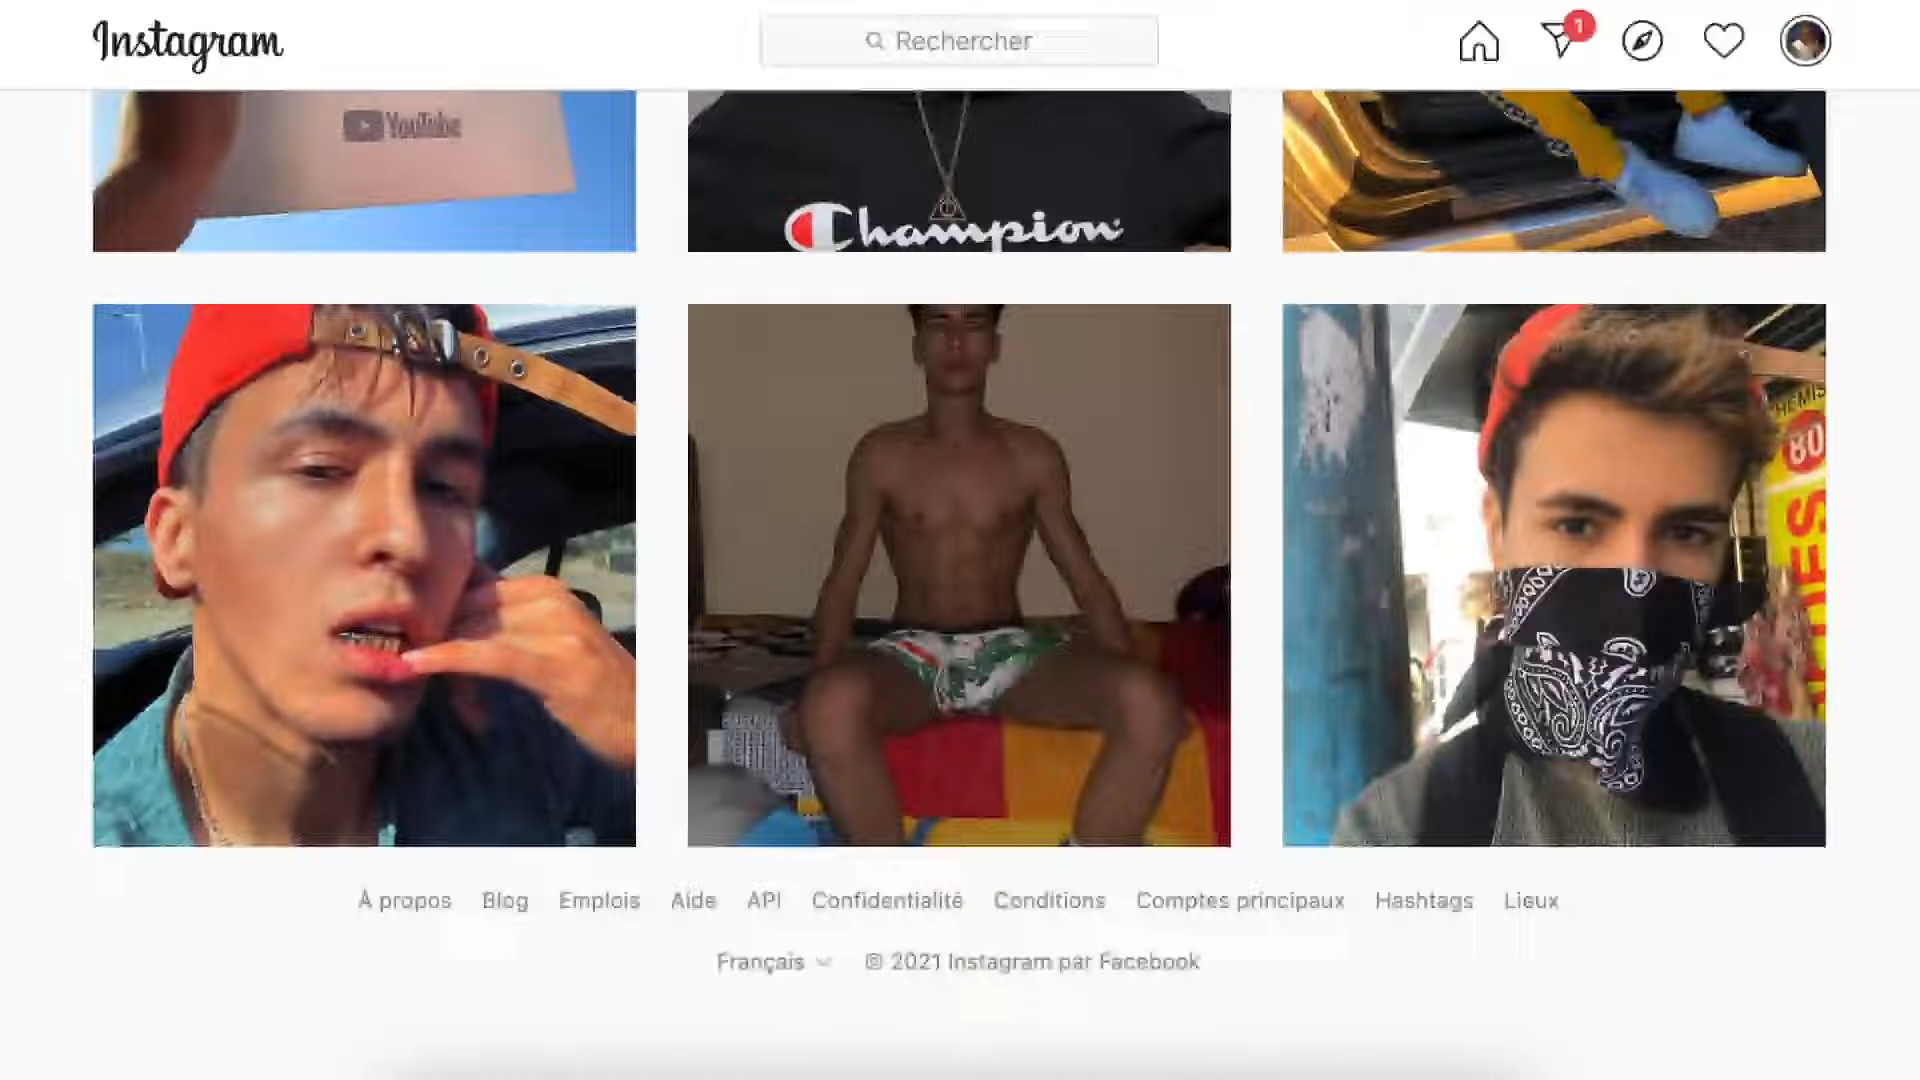 Instagram
Rechercher
1
YouTube
Champion
80
À propos Blog Emplois Aide API Confidentialité Conditions Comptes principaux Hashtags Lieux
Français © 2021 Instagram par Facebook